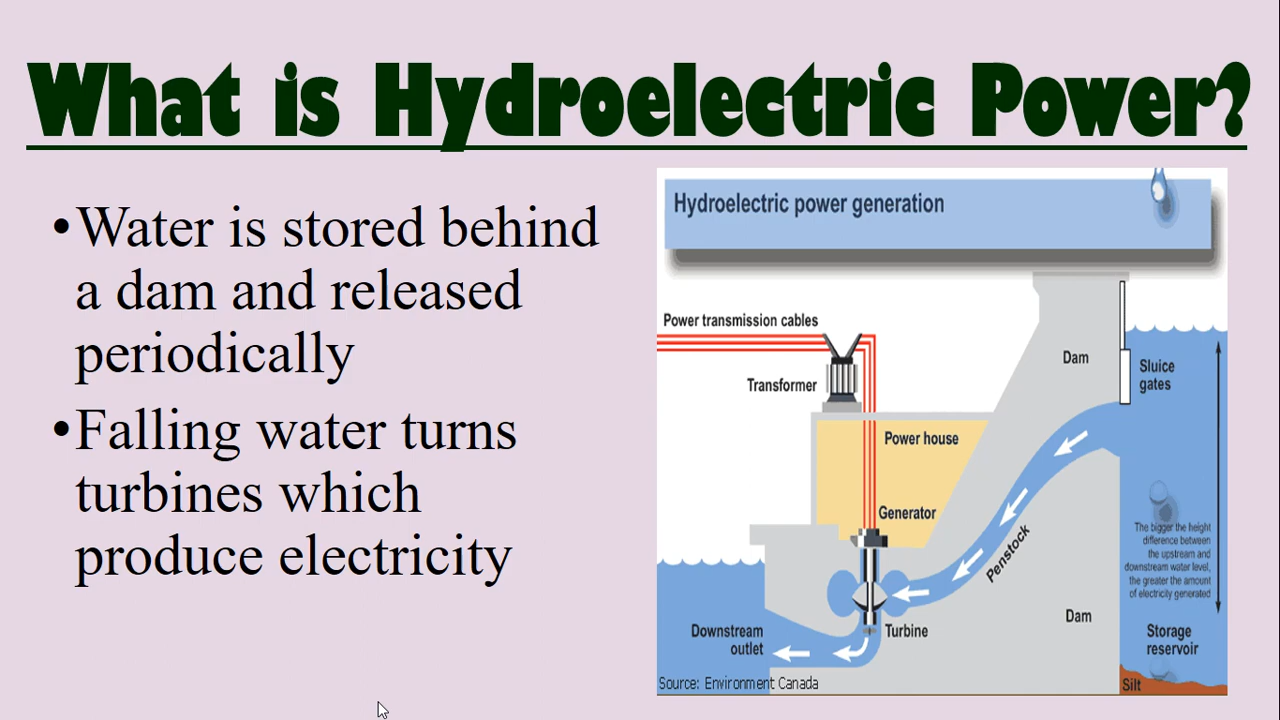 What is Hydroelectric Power?
•Water is stored behind
a dam and released
periodically
•Falling water turns
turbines which
produce electricity
Hydroelectric power generation
Power transmission cables
Transformer
Dam
Sluice
gates
Power house
Generator
Penstock
The bigger the height
difference between
the upstream and
downstream water level,
the greater the amount
of electricity generated
Turbine
Dam
Downstream
outlet
Storage
reservoir
Silt
Source: Environment Canada